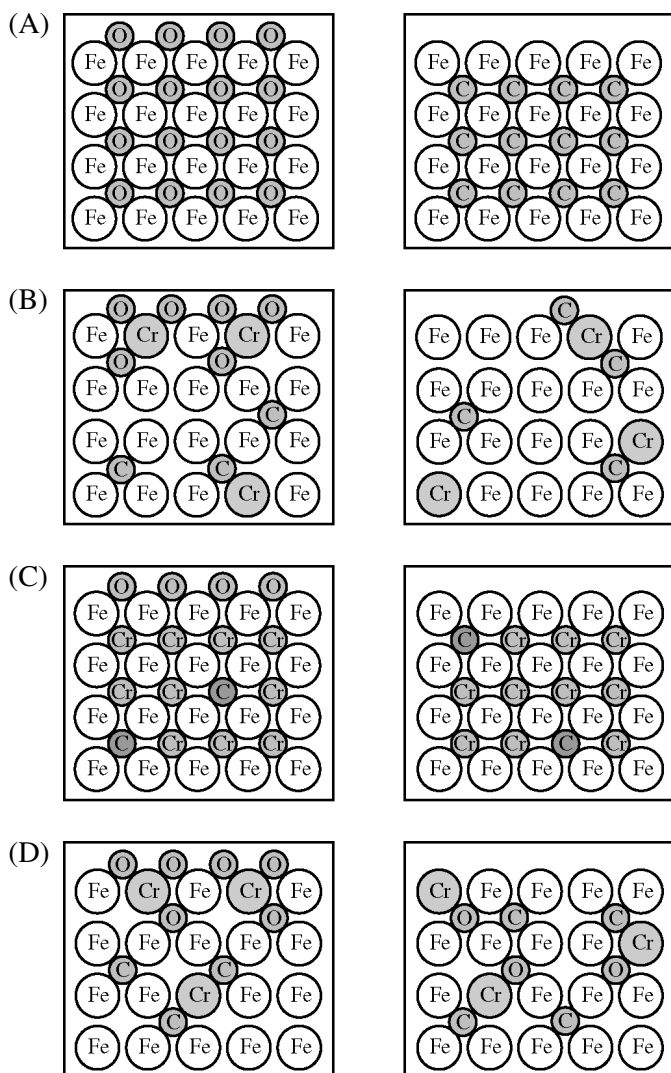 (A)
O O O O
Fe Fe Fe Fe Fe
O O O O
Fe Fe Fe Fe Fe
O O O O
Fe Fe Fe Fe Fe
O O O O
Fe Fe Fe Fe Fe
Fe Fe Fe Fe Fe
C C C C
Fe Fe Fe Fe Fe
C C C C
Fe Fe Fe Fe Fe
C C C C
Fe Fe Fe Fe Fe
(B)
O O O O
Fe Cr Fe Cr Fe
O O
Fe Fe Fe Fe Fe
C
Fe Fe Fe Fe Fe
C C
Fe Fe Fe Cr Fe
C
Fe Fe Fe Cr Fe
C
Fe Fe Fe Fe Fe
C
Fe Fe Fe Fe Cr
C
Cr Fe Fe Fe Fe
(C)
O O O O
Fe Fe Fe Fe Fe
Cr Cr Cr Cr
Fe Fe Fe Fe Fe
Cr Cr C Cr
Fe Fe Fe Fe Fe
C Cr Cr Cr
Fe Fe Fe Fe Fe
Fe Fe Fe Fe Fe
C Cr Cr Cr
Fe Fe Fe Fe Fe
Cr Cr Cr Cr
Fe Fe Fe Fe Fe
Cr Cr C Cr
Fe Fe Fe Fe Fe
(D)
O O O O
Fe Cr Fe Cr Fe
O O
Fe Fe Fe Fe Fe
C C
Fe Fe Cr Fe Fe
C
Fe Fe Fe Fe Fe
Cr Fe Fe Fe Fe
O C C
Fe Fe Fe Fe Cr
O O
Fe Cr Fe Fe Fe
C C
Fe Fe Fe Fe Fe